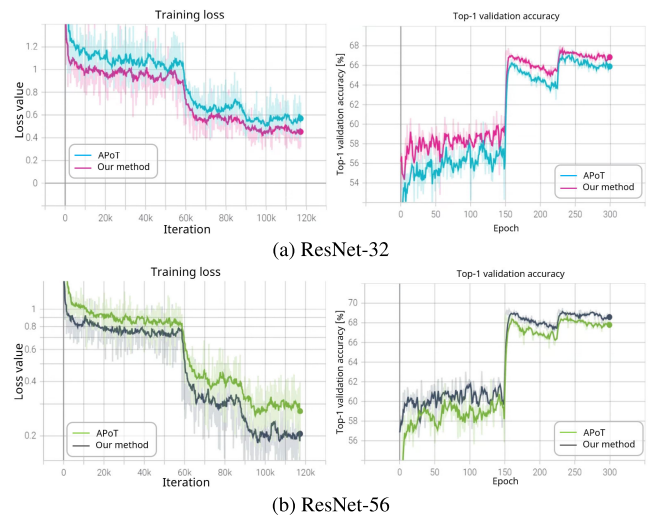 Training loss
Top-1 validation accuracy
Loss value
1.2
1
0.8
0.6
0.4
0.2
0
APoT
Our method
0
20k
40k
60k
80k
100k
120k
Iteration
Top-1 validation accuracy [%]
68
66
64
62
60
58
56
54
APoT
Our method
0
50
100
150
200
250
300
Epoch
(a) ResNet-32
Training loss
Top-1 validation accuracy
Loss value
1
0.8
0.6
0.4
0.2
APoT
Our method
0
20k
40k
60k
80k
100k
120k
Iteration
Top-1 validation accuracy [%]
70
68
66
64
62
60
58
56
APoT
Our method
0
50
100
150
200
250
300
Epoch
(b) ResNet-56